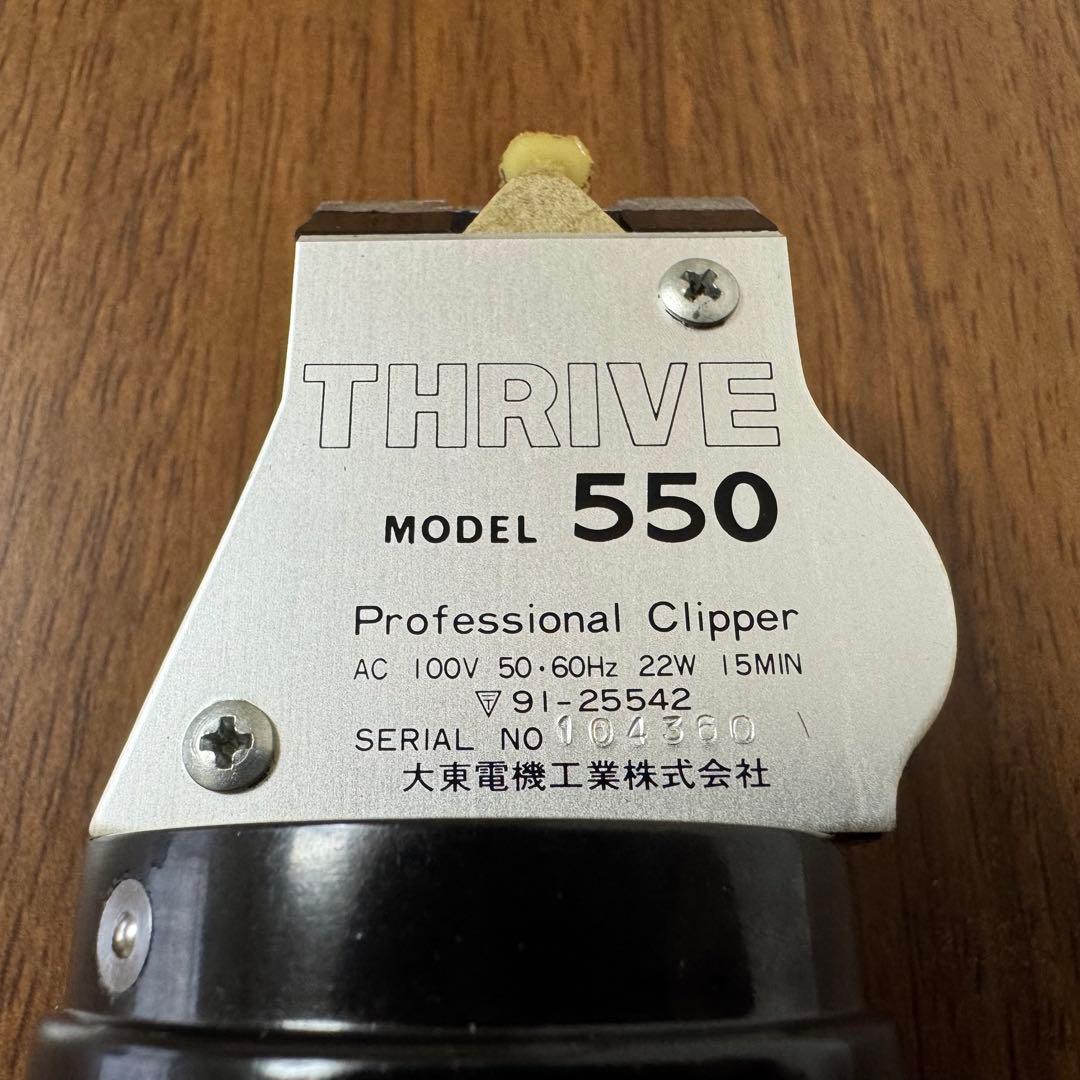 THRIVE
MODEL 550
Professional Clipper
AC 100V 50·60Hz 22W 15MIN
〒 91-25542
SERIAL NO 104360
大東電機工業株式会社